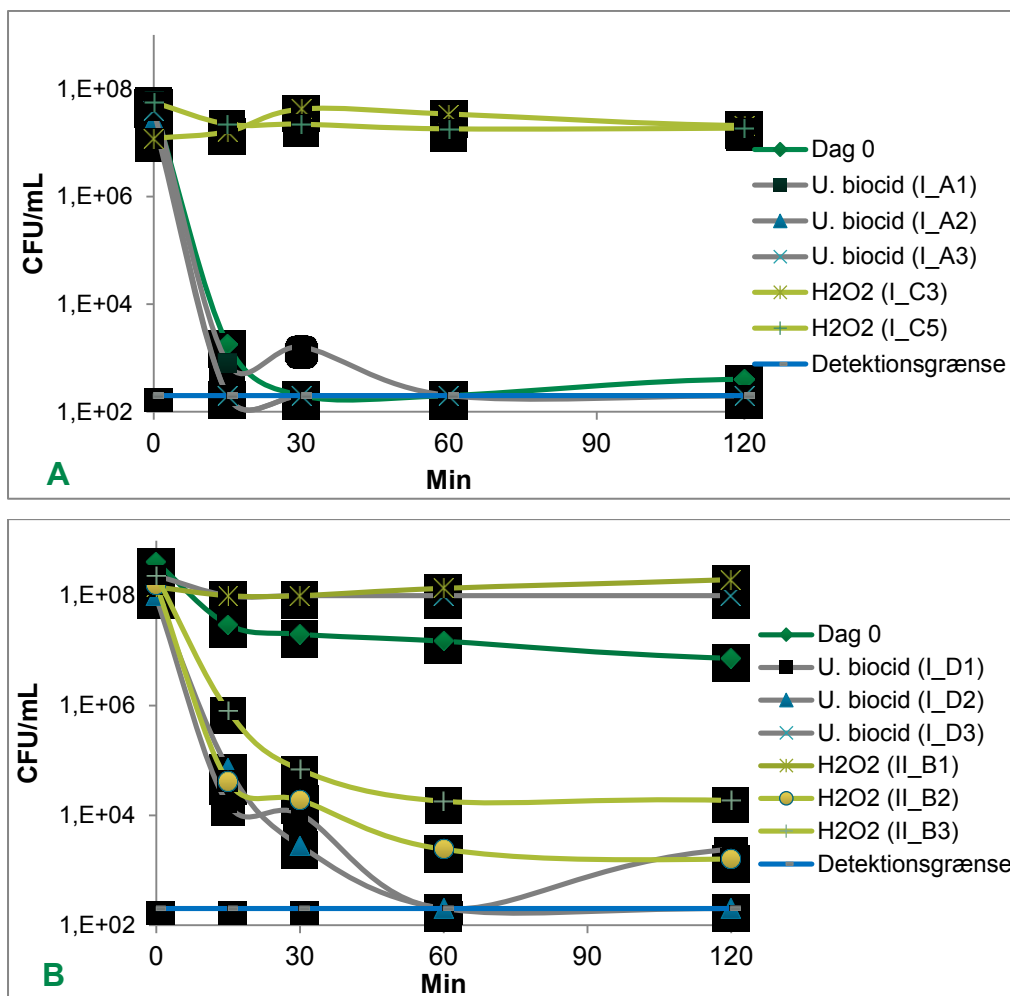 1,E+08
1,E+06
1,E+04
1,E+02
CFU/mL
0
30
60
90
120
Min
A
Dag 0
U. biocid (I_A1)
U. biocid (I_A2)
U. biocid (I_A3)
H2O2 (I_C3)
H2O2 (I_C5)
Detektionsgrænse
1,E+08
1,E+06
1,E+04
1,E+02
CFU/mL
0
30
60
90
120
Min
B
Dag 0
U. biocid (I_D1)
U. biocid (I_D2)
U. biocid (I_D3)
H2O2 (II_B1)
H2O2 (II_B2)
H2O2 (II_B3)
Detektionsgrænse